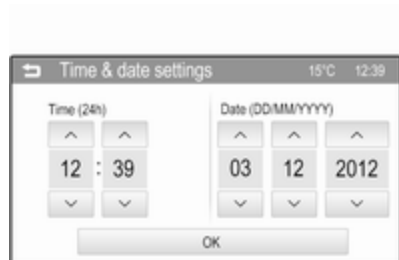 Time & date settings 15°C 12:39
Time (24h) Date (DD/MM/YYYY)
12 : 39 03 12 2012
OK